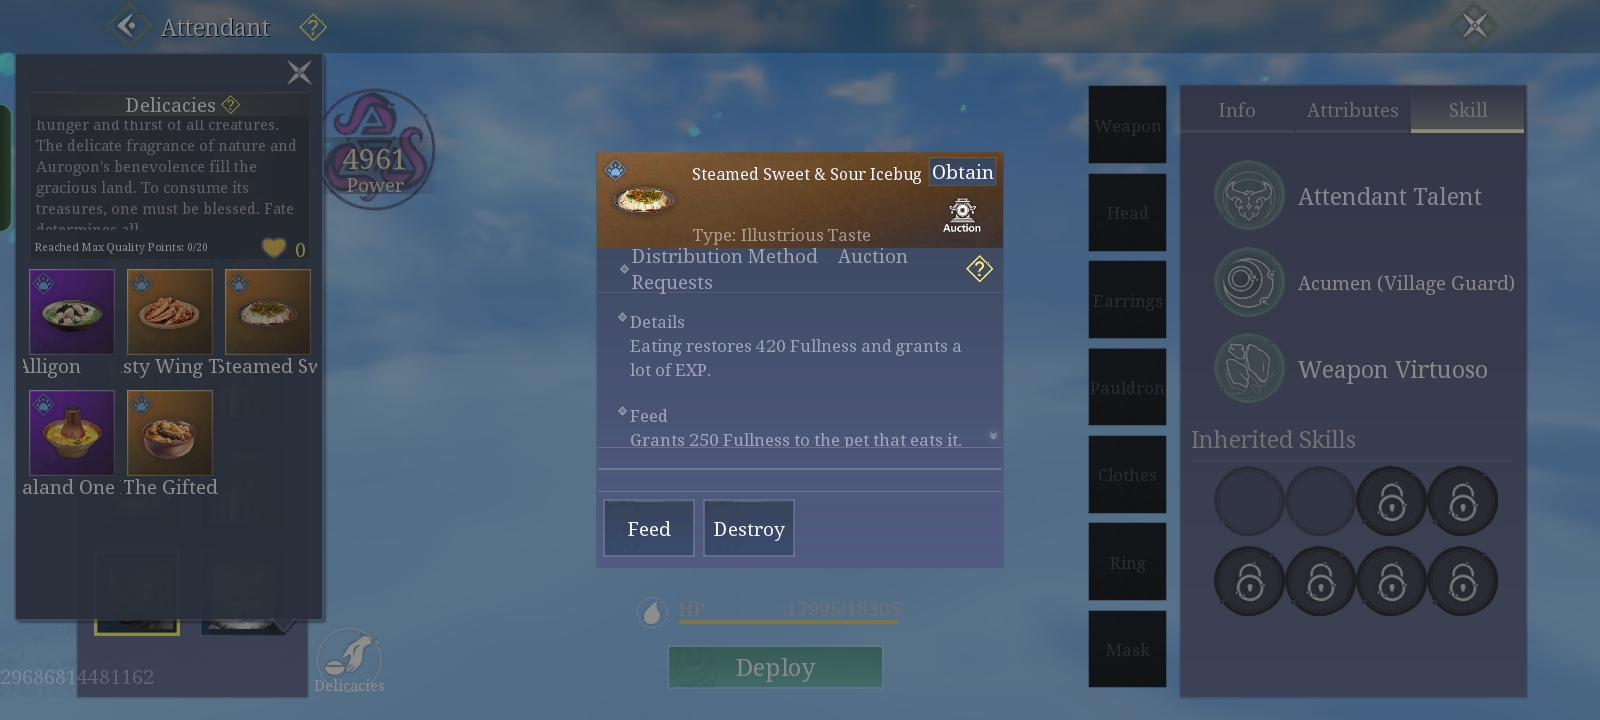 Attendant
?
Delicacies ?
hunger and thirst of all creatures.
The delicate fragrance of nature and
Aurogon's benevolence fill the
gracious land. To consume its
treasures, one must be blessed. Fate
determines all.
Reached Max Quality Points: 0/20
0
Alligon
sty Wing T
Steamed Sw
aland One
The Gifted
4961
Power
Steamed Sweet & Sour Icebug
Obtain
Auction
Type: Illustrious Taste
Distribution Method Auction
Requests
?
Details
Eating restores 420 Fullness and grants a
lot of EXP.
Feed
Grants 250 Fullness to the pet that eats it.
Feed
Destroy
HP 17995/18305
Deploy
29686814481162
Delicacies
Weapon
Head
Earrings
Pauldron
Clothes
Ring
Mask
Info
Attributes
Skill
Attendant Talent
Acumen (Village Guard)
Weapon Virtuoso
Inherited Skills